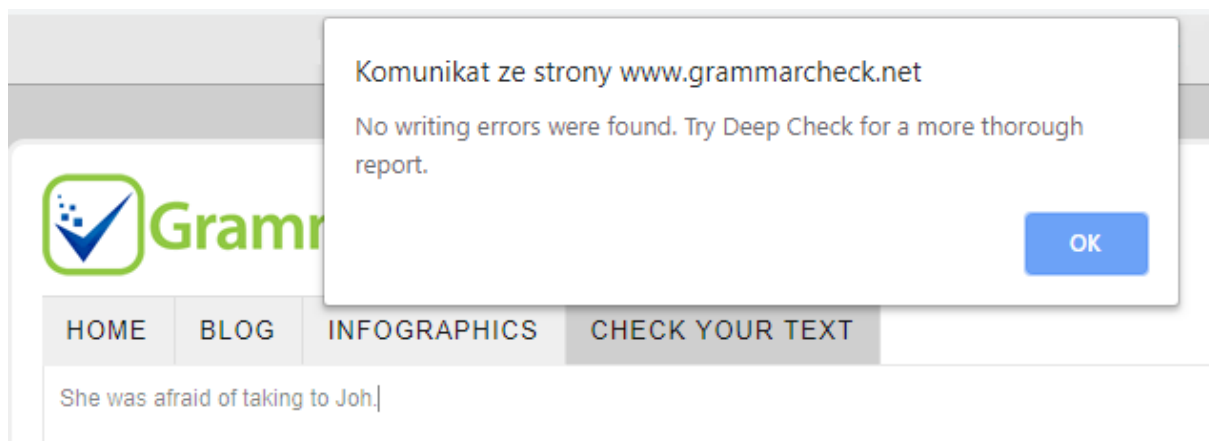 Komunikat ze strony www.grammarcheck.net
No writing errors were found. Try Deep Check for a more thorough
report.
OK
Gramm
HOME BLOG INFOGRAPHICS CHECK YOUR TEXT
She was afraid of taking to Joh.